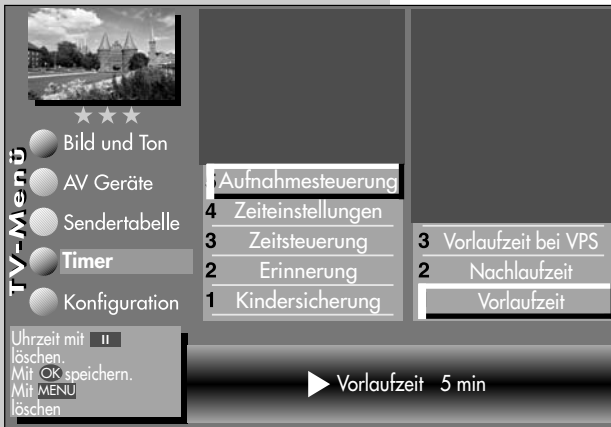 TV-Menü
Bild und Ton
AV Geräte
Sendertabelle
Timer
Konfiguration
Aufnahmesteuerung
4 Zeiteinstellungen
3 Zeitsteuerung
2 Erinnerung
1 Kindersicherung
3 Vorlaufzeit bei VPS
2 Nachlaufzeit
Vorlaufzeit
Uhrzeit mit II
löschen.
Mit OK speichern.
Mit MENU
löschen
Vorlaufzeit 5 min